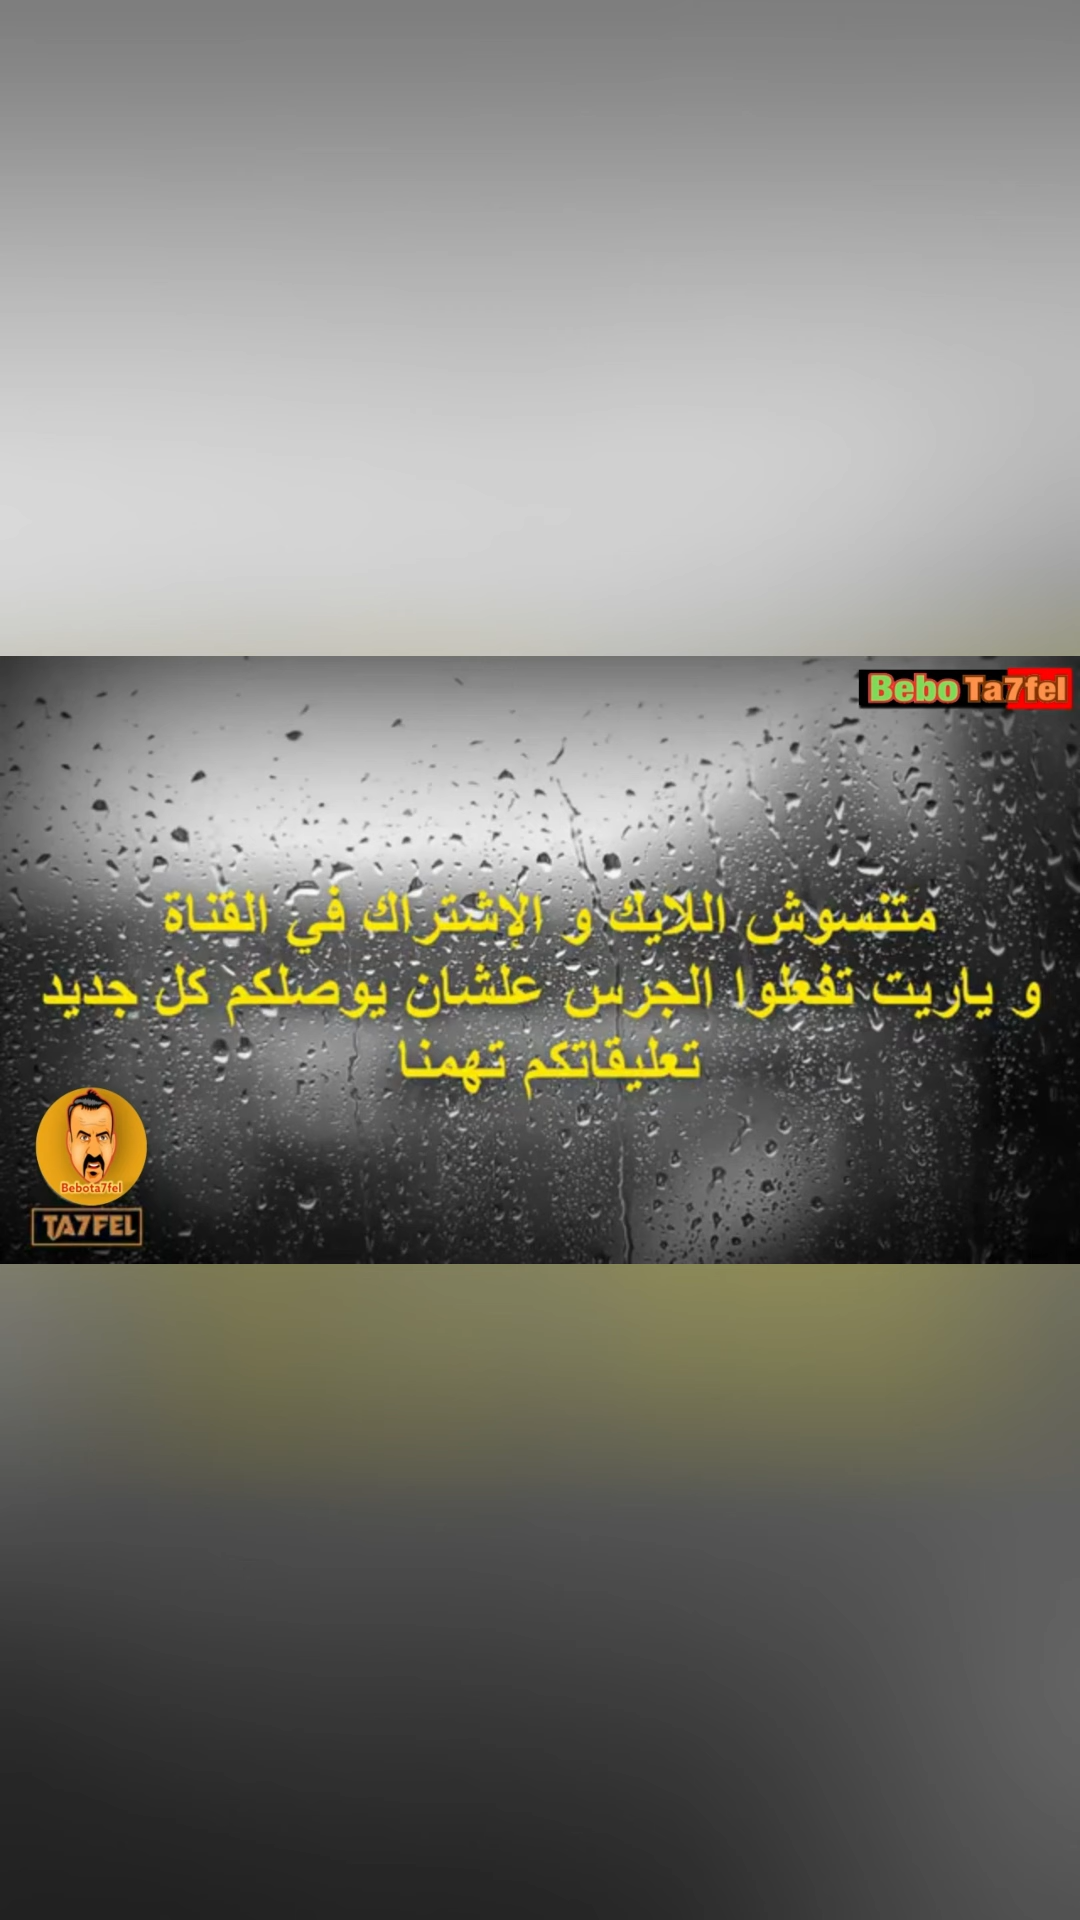 Bebo Ta7fel
متنسوش اللايك و الإشتراك في القناة
و ياريت تفعلوا الجرس علشان يوصلكم كل جديد
تعليقاتكم تهمنا
Bebota7fel
TA7FEL